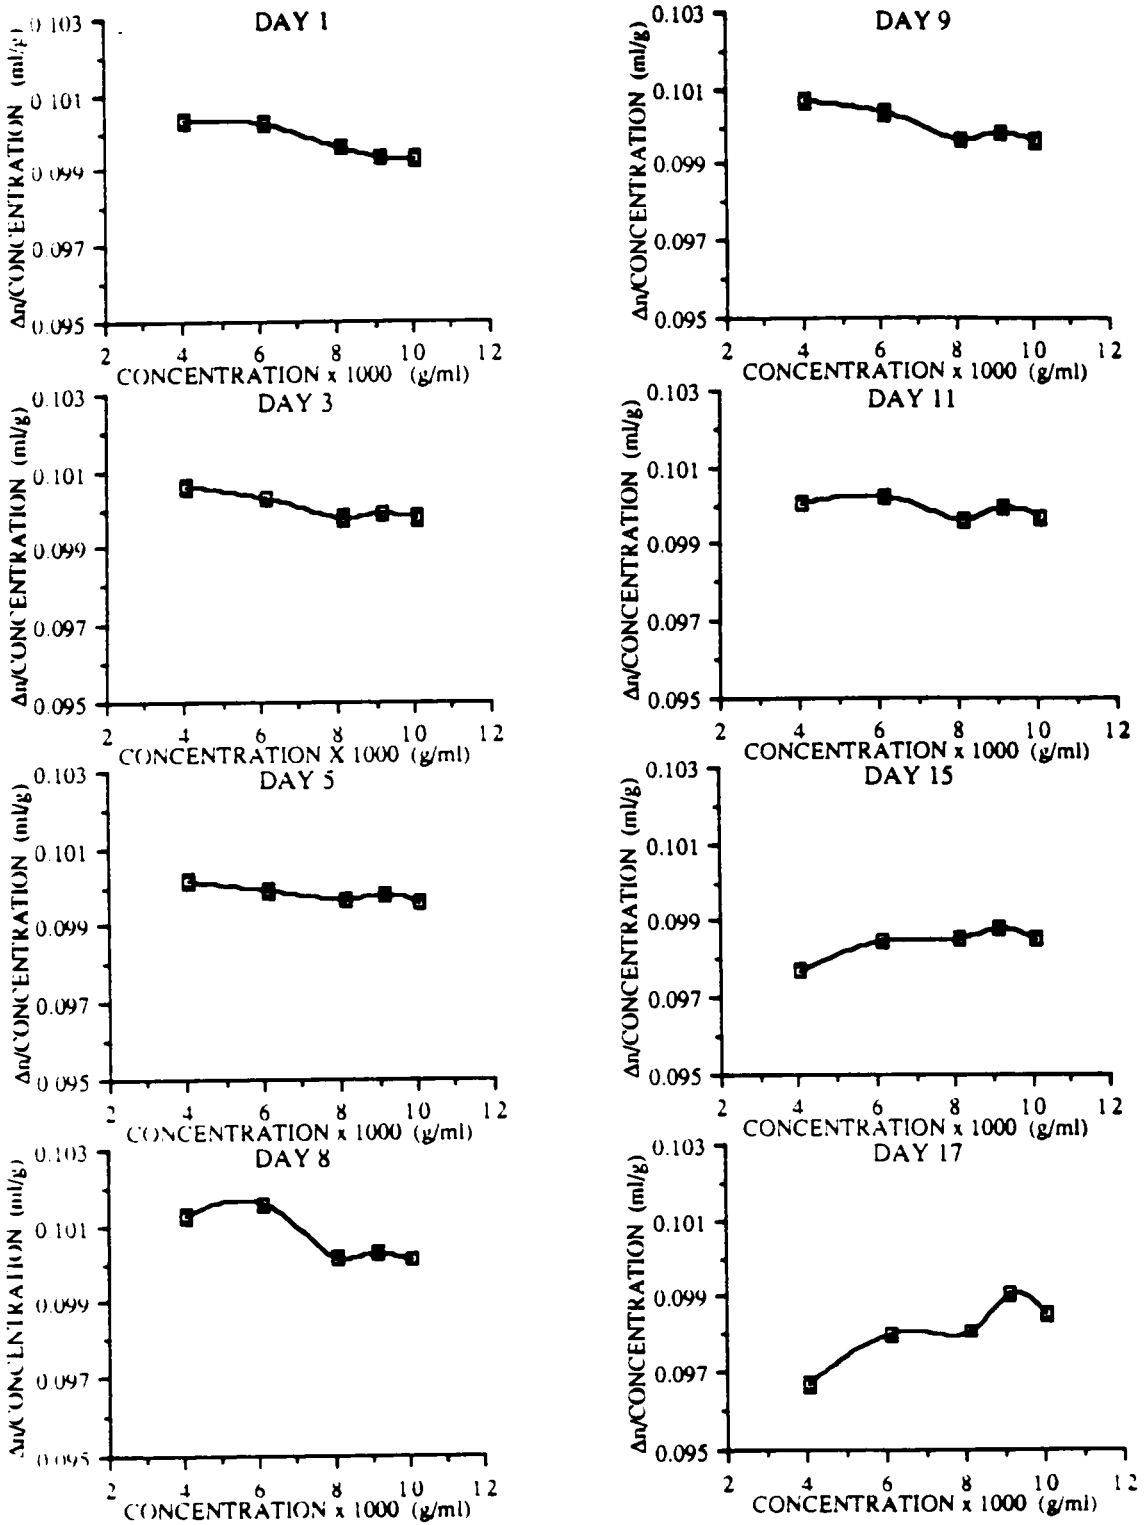 DAY 1
Δn/CONCENTRATION (ml/g)
0.103
0.101
0.099
0.097
0.095
2 4 6 8 10 12
CONCENTRATION x 1000 (g/ml)
DAY 3
Δn/CONCENTRATION (ml/g)
0.103
0.101
0.099
0.097
0.095
2 4 6 8 10 12
CONCENTRATION X 1000 (g/ml)
DAY 5
Δn/CONCENTRATION (ml/g)
0.103
0.101
0.099
0.097
0.095
2 4 6 8 10 12
CONCENTRATION x 1000 (g/ml)
DAY 8
Δn/CONCENTRATION (ml/g)
0.103
0.101
0.099
0.097
0.095
2 4 6 8 10 12
CONCENTRATION x 1000 (g/ml)
DAY 9
Δn/CONCENTRATION (ml/g)
0.103
0.101
0.099
0.097
0.095
2 4 6 8 10 12
CONCENTRATION x 1000 (g/ml)
DAY 11
Δn/CONCENTRATION (ml/g)
0.103
0.101
0.099
0.097
0.095
2 4 6 8 10 12
CONCENTRATION x 1000 (g/ml)
DAY 15
Δn/CONCENTRATION (ml/g)
0.103
0.101
0.099
0.097
0.095
2 4 6 8 10 12
CONCENTRATION x 1000 (g/ml)
DAY 17
Δn/CONCENTRATION (ml/g)
0.103
0.101
0.099
0.097
0.095
2 4 6 8 10 12
CONCENTRATION x 1000 (g/ml)